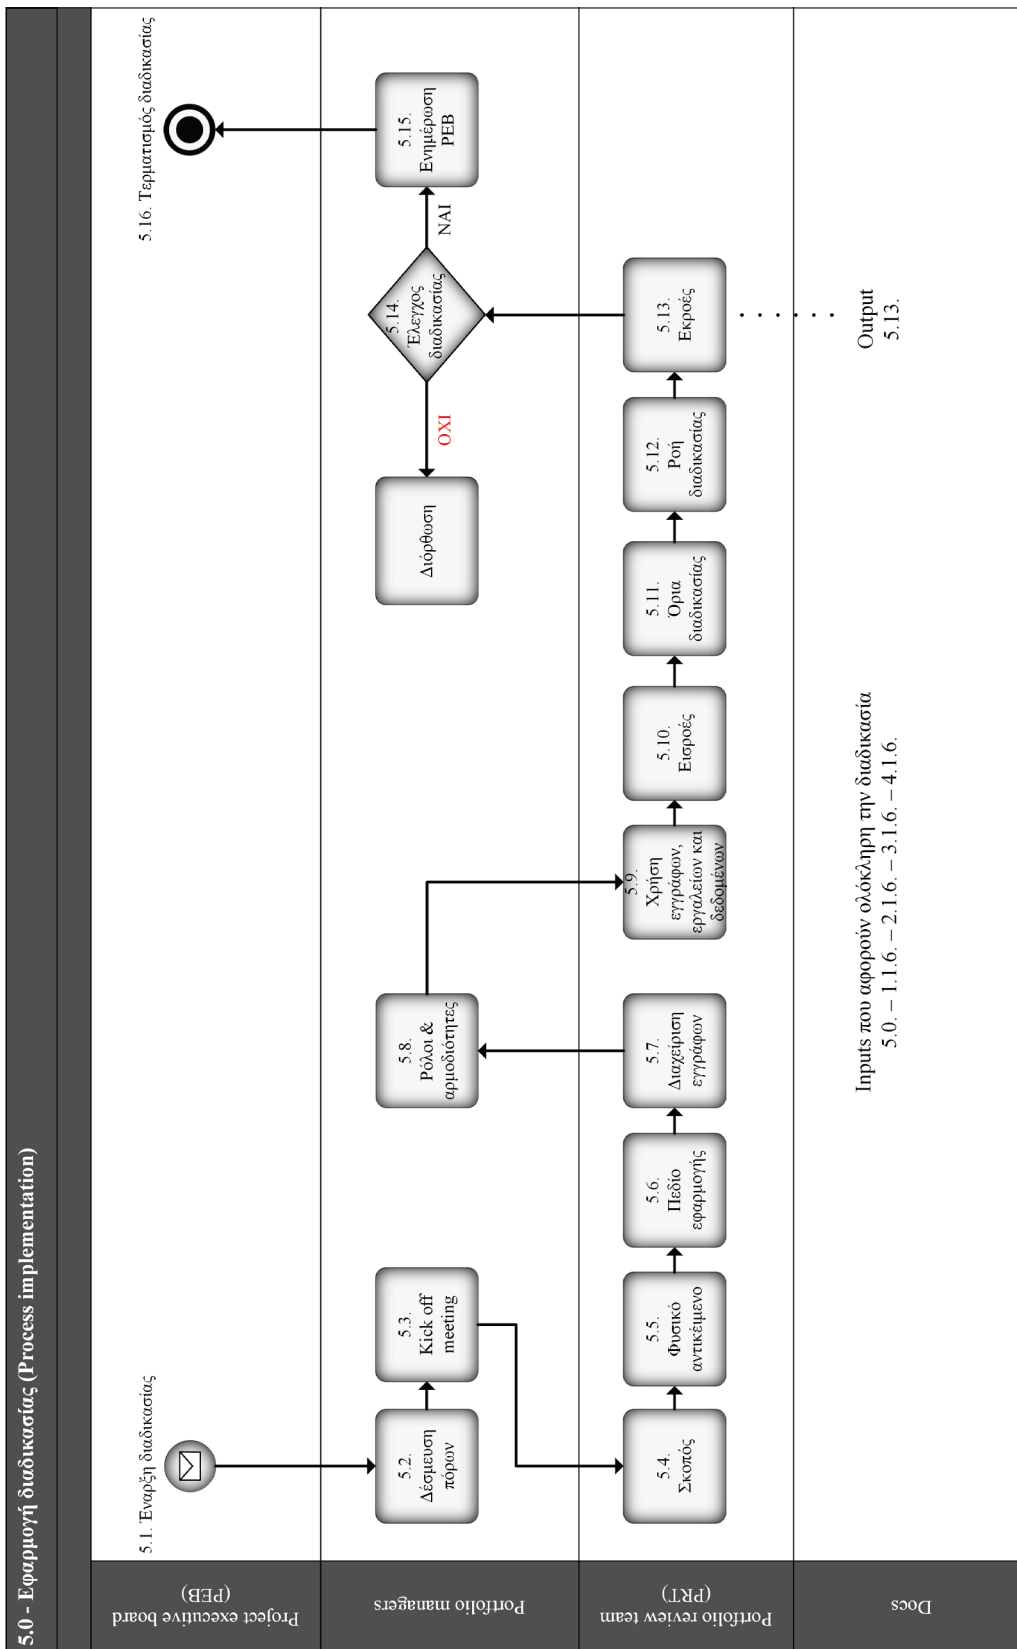 5.0 - Εφαρμογή διαδικασίας (Process implementation)
Project executive board
(PEB)
5.1. Έναρξη διαδικασίας
5.16. Τερματισμός διαδικασίας
Portfolio managers
5.2.
Δέσμευση
πόρων
5.3.
Kick off
meeting
5.8.
Ρόλοι &
αρμοδιότητες
Διόρθωση
ΟΧΙ
5.14.
Έλεγχος
διαδικασίας
ΝΑΙ
5.15.
Ενημέρωση
PEB
Portfolio review team
(PRT)
5.4.
Σκοπός
5.5.
Φυσικό
αντικείμενο
5.6.
Πεδίο
εφαρμογής
5.7.
Διαχείριση
εγγράφων
5.9.
Χρήση
εγγράφων,
εργαλείων και
δεδομένων
5.10.
Εισροές
5.11.
Όρια
διαδικασίας
5.12.
Ροή
διαδικασίας
5.13.
Εκροές
Docs
Inputs που αφορούν ολόκληρη την διαδικασία
5.0. – 1.1.6. – 2.1.6. – 3.1.6. – 4.1.6.
Output
5.13.